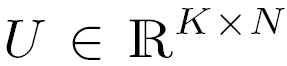 U ∈ ℝ^{K×N}